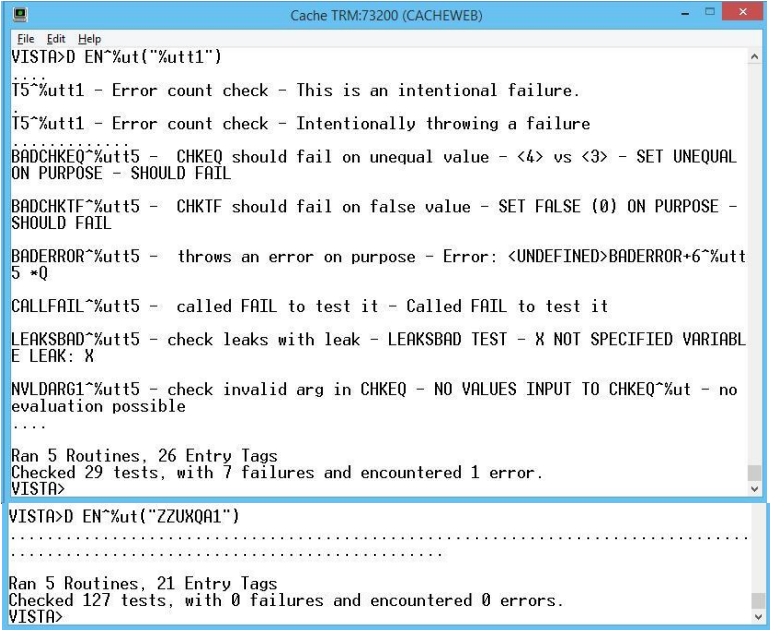 Cache TRM:73200 (CACHEWEB)
File Edit Help
VISTA>D EN^%ut("%utt1")
....
T5^%utt1 - Error count check - This is an intentional failure.
.
T5^%utt1 - Error count check - Intentionally throwing a failure
.............
BADCHKEQ^%utt5 -  CHKEQ should fail on unequal value - <4> vs <3> - SET UNEQUAL
ON PURPOSE - SHOULD FAIL
BADCHKTF^%utt5 -  CHKTF should fail on false value - SET FALSE (0) ON PURPOSE -
SHOULD FAIL
BADERROR^%utt5 -  throws an error on purpose - Error: <UNDEFINED>BADERROR+6^%utt
5 *Q
CALLFAIL^%utt5 -  called FAIL to test it - Called FAIL to test it
LEAKSBAD^%utt5 - check leaks with leak - LEAKSBAD TEST - X NOT SPECIFIED VARIABL
E LEAK: X
NVLDARG1^%utt5 - check invalid arg in CHKEQ - NO VALUES INPUT TO CHKEQ^%ut - no
evaluation possible
....
Ran 5 Routines, 26 Entry Tags
Checked 29 tests, with 7 failures and encountered 1 error.
VISTA>
VISTA>D EN^%ut("ZZUXQA1")
................................................................................
...............................................
Ran 5 Routines, 21 Entry Tags
Checked 127 tests, with 0 failures and encountered 0 errors.
VISTA>